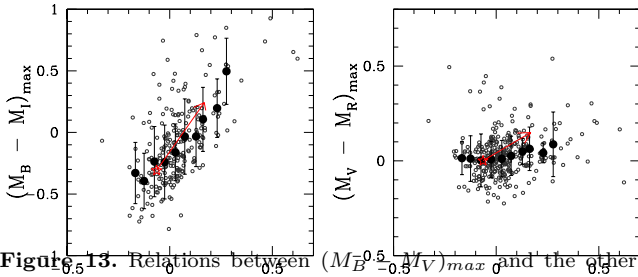 1
0.5
0
−0.5
(M_B − M_I)_max
0.5
0
−0.5
(M_V − M_R)_max
−0.5 0 0.5
−0.5 0 0.5
Figure 13. Relations between (M_B − M_V)_max and the other